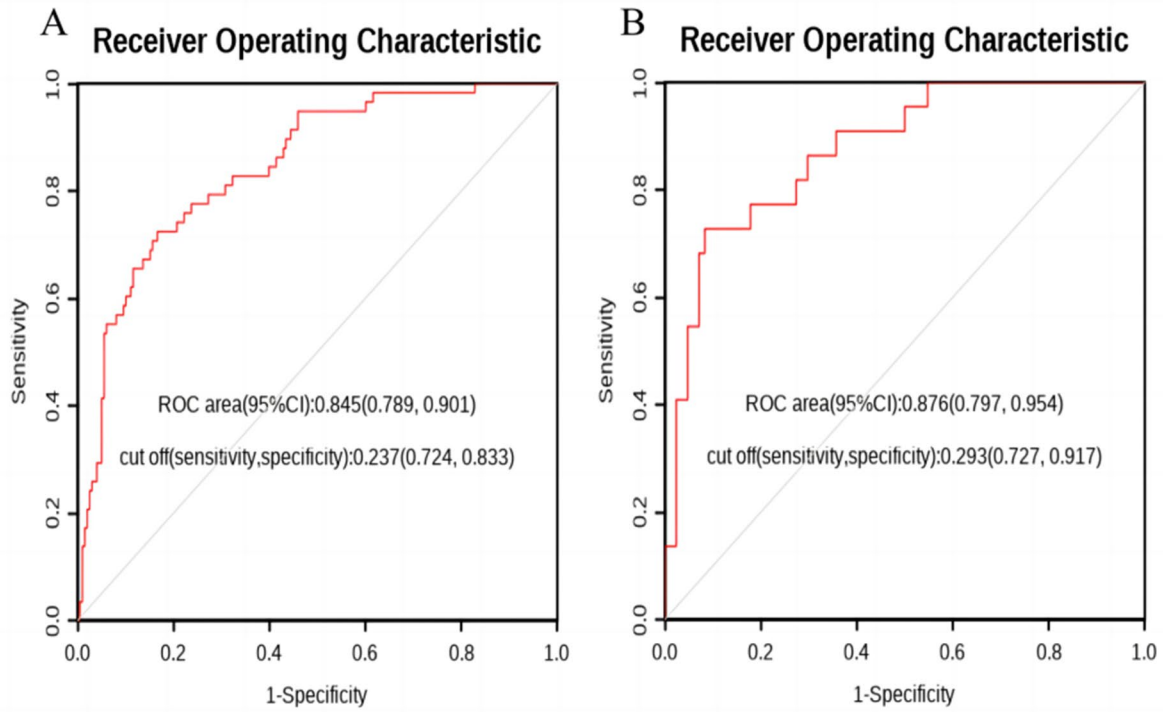 A
Receiver Operating Characteristic
1.0
0.8
0.6
0.4
0.2
0.0
Sensitivity
ROC area(95%CI):0.845(0.789, 0.901)
cut off(sensitivity,specificity):0.237(0.724, 0.833)
0.0 0.2 0.4 0.6 0.8 1.0
1-Specificity
B
Receiver Operating Characteristic
1.0
0.8
0.6
0.4
0.2
0.0
Sensitivity
ROC area(95%CI):0.876(0.797, 0.954)
cut off(sensitivity,specificity):0.293(0.727, 0.917)
0.0 0.2 0.4 0.6 0.8 1.0
1-Specificity